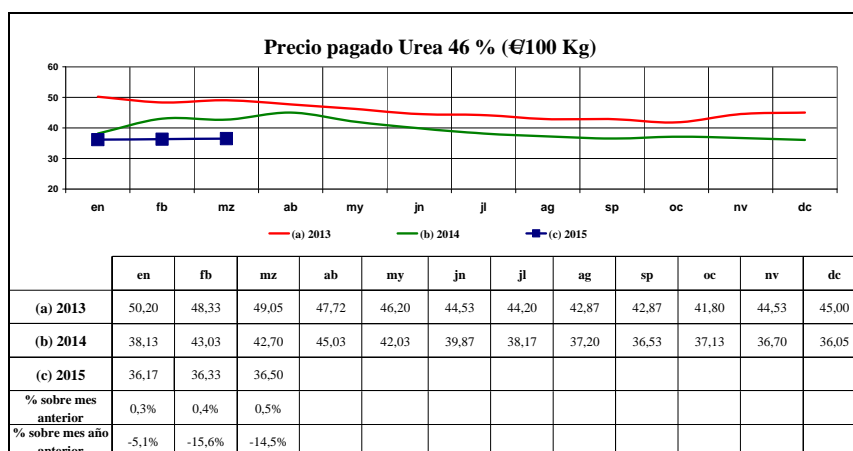 Precio pagado Urea 46 % (€/100 Kg)
60
50
40
30
20
en fb mz ab my jn jl ag sp oc nv dc
(a) 2013 (b) 2014 (c) 2015
en fb mz ab my jn jl ag sp oc nv dc
(a) 2013 50,20 48,33 49,05 47,72 46,20 44,53 44,20 42,87 42,87 41,80 44,53 45,00
(b) 2014 38,13 43,03 42,70 45,03 42,03 39,87 38,17 37,20 36,53 37,13 36,70 36,05
(c) 2015 36,17 36,33 36,50
% sobre mes
anterior 0,3% 0,4% 0,5%
% sobre mes año
anterior -5,1% -15,6% -14,5%